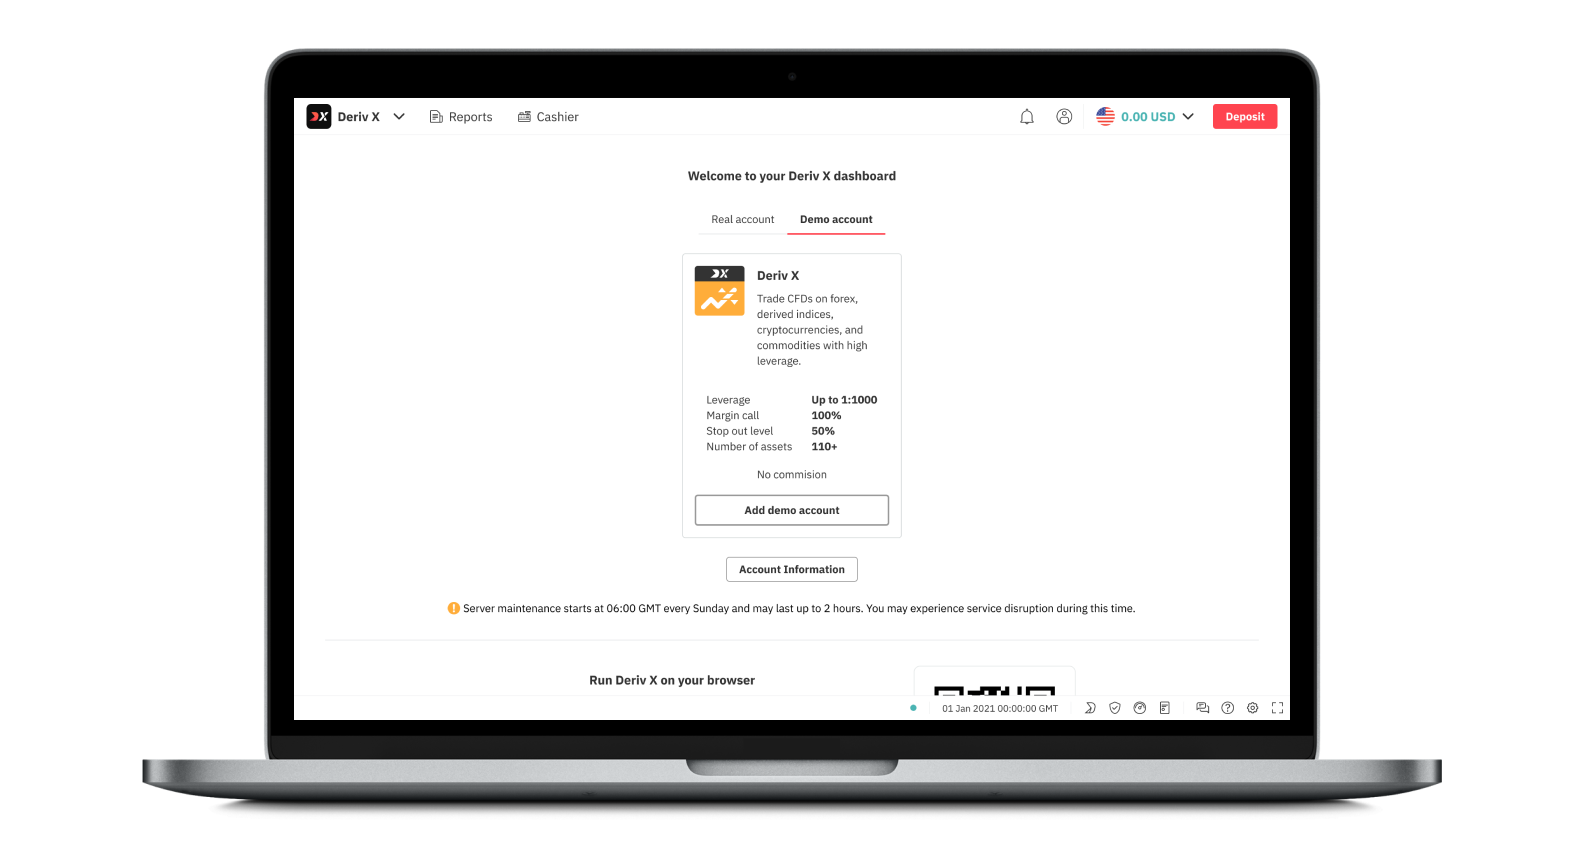 Deriv X
Reports
Cashier
0.00 USD
Deposit
Welcome to your Deriv X dashboard
Real account
Demo account
DX
Deriv X
Trade CFDs on forex,
derived indices,
cryptocurrencies, and
commodities with high
leverage.
Leverage Up to 1:1000
Margin call 100%
Stop out level 50%
Number of assets 110+
No commision
Add demo account
Account Information
Server maintenance starts at 06:00 GMT every Sunday and may last up to 2 hours. You may experience service disruption during this time.
Run Deriv X on your browser
01 Jan 2021 00:00:00 GMT